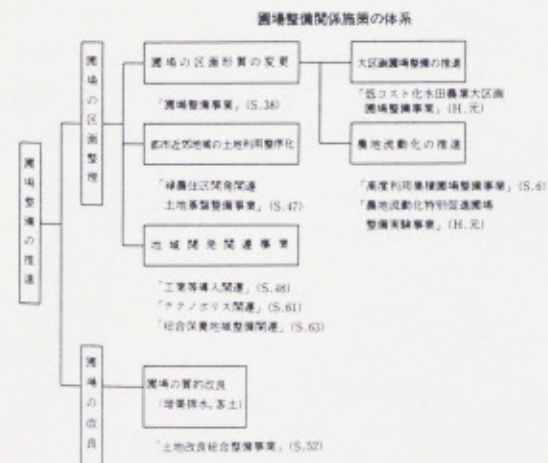 圃場整備関係施策の体系
圃場整備の推進
圃場の区画整理
圃場の区画形質の変更
「圃場整備事業」(S.38)
大区画圃場整備の推進
「低コスト化水田農業大区画
圃場整備事業」(H.元)
農地流動化の推進
「高度利用集積圃場整備事業」(S.6
「農地流動化特別促進圃場
整備実験事業」(H.元)
都市近郊地域の土地利用整序化
「緑農住区開発関連
土地基盤整備事業」(S.47)
地域開発関連事業
「工業等導入関連」(S.48)
「テクノポリス関連」(S.61)
「総合保養地域整備関連」(S.63)
圃場の改良
圃場の質的改良
(暗渠排水、客土)
「土地改良総合整備事業」(S.52)